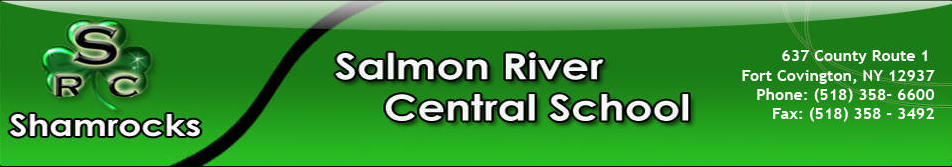 S
R C
Shamrocks
Salmon River
Central School
637 County Route 1
Fort Covington, NY 12937
Phone: (518) 358- 6600
Fax: (518) 358 - 3492